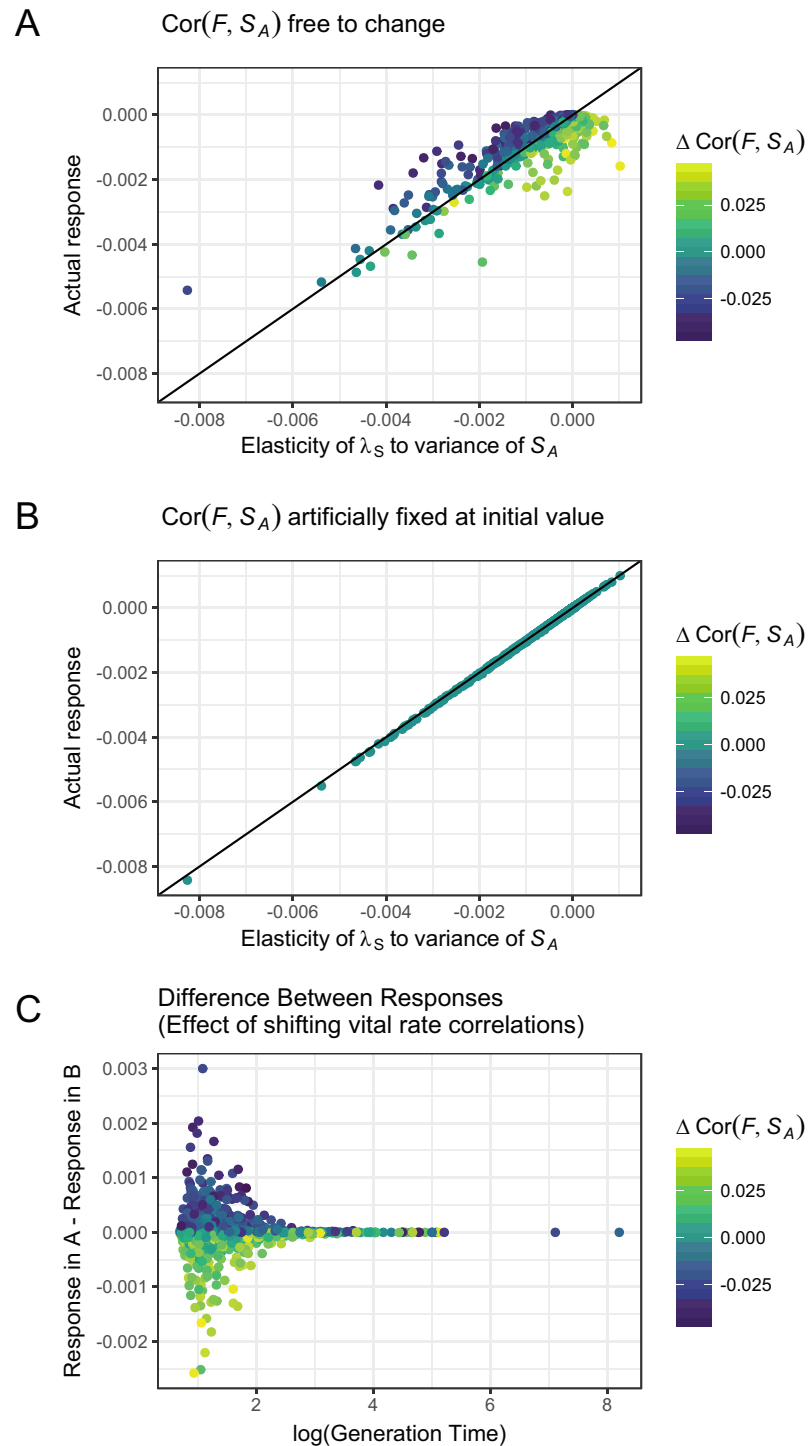 A
Cor(F, S_A) free to change
0.000
-0.002
-0.004
-0.006
-0.008
Actual response
-0.008 -0.006 -0.004 -0.002 0.000
Elasticity of λ_S to variance of S_A
Δ Cor(F, S_A)
0.025
0.000
-0.025
B
Cor(F, S_A) artificially fixed at initial value
0.000
-0.002
-0.004
-0.006
-0.008
Actual response
-0.008 -0.006 -0.004 -0.002 0.000
Elasticity of λ_S to variance of S_A
Δ Cor(F, S_A)
0.025
0.000
-0.025
C
Difference Between Responses
(Effect of shifting vital rate correlations)
0.003
0.002
0.001
0.000
-0.001
-0.002
Response in A - Response in B
2 4 6 8
log(Generation Time)
Δ Cor(F, S_A)
0.025
0.000
-0.025